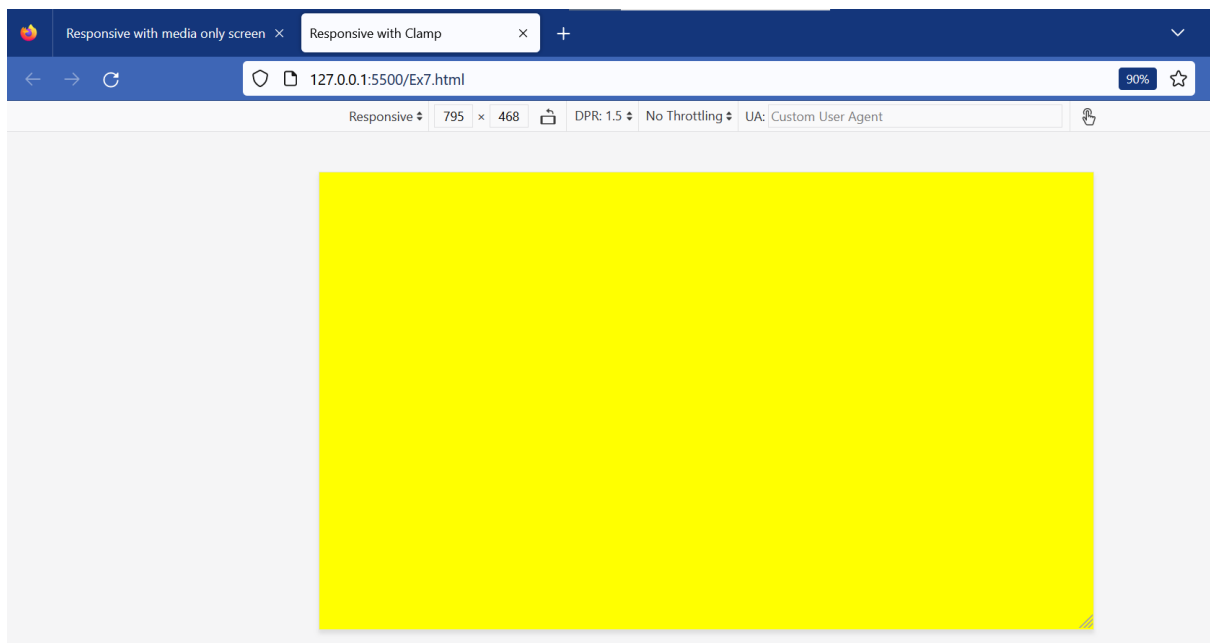 Responsive with media only screen Responsive with Clamp
127.0.0.1:5500/Ex7.html 90%
Responsive 795 × 468 DPR: 1.5 No Throttling UA: Custom User Agent